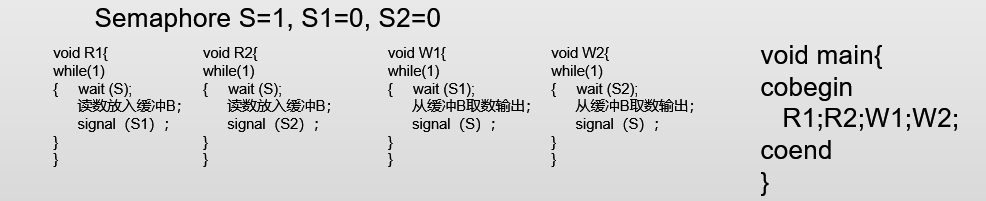 Semaphore S=1, S1=0, S2=0
void R1{
while(1)
{ wait (S);
读数放入缓冲B；
signal（S1）；
}
}
void R2{
while(1)
{ wait (S);
读数放入缓冲B；
signal（S2）；
}
}
void W1{
while(1)
{ wait (S1);
从缓冲B取数输出；
signal（S）；
}
}
void W2{
while(1)
{ wait (S2);
从缓冲B取数输出；
signal（S）；
}
}
void main{
cobegin
R1;R2;W1;W2;
coend
}